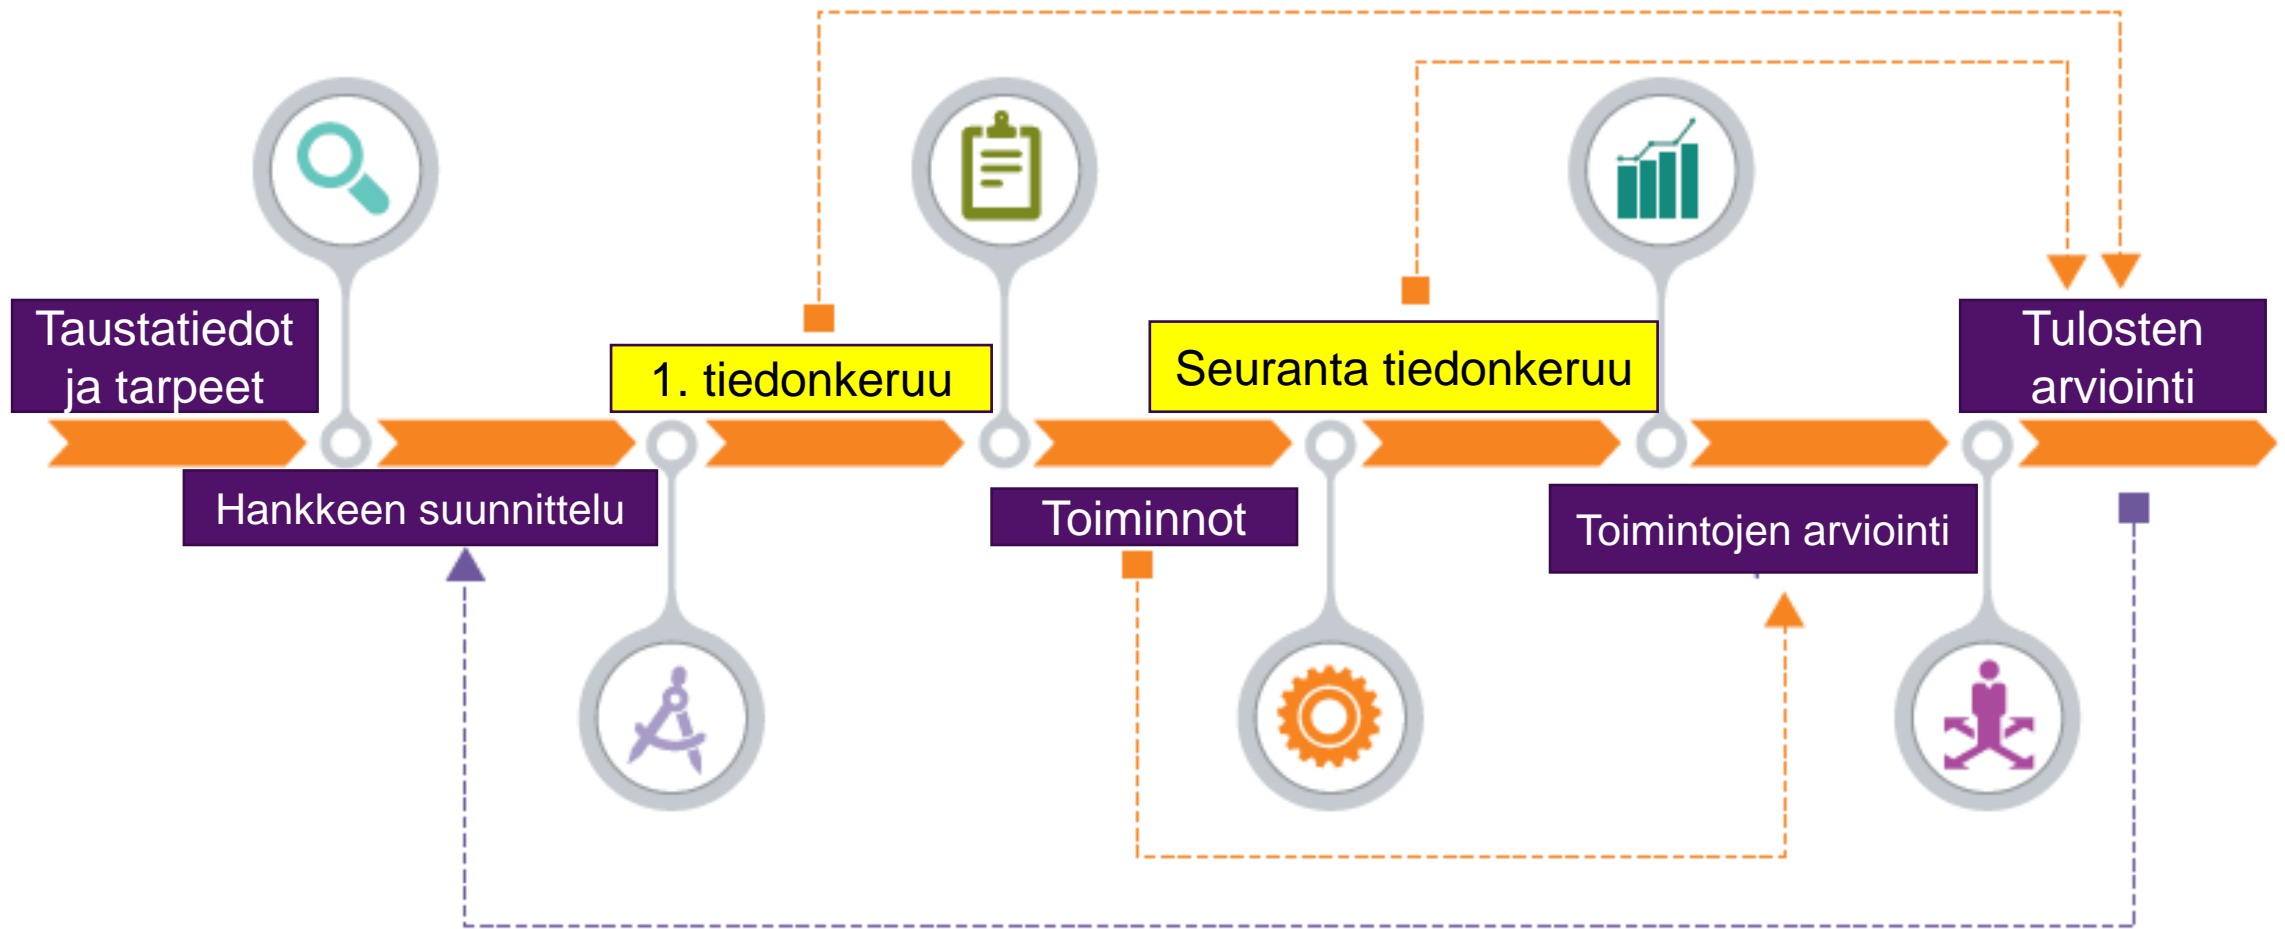 Taustatiedot
ja tarpeet
Hankkeen suunnittelu
1. tiedonkeruu
Toiminnot
Seuranta tiedonkeruu
Toimintojen arviointi
Tulosten
arviointi